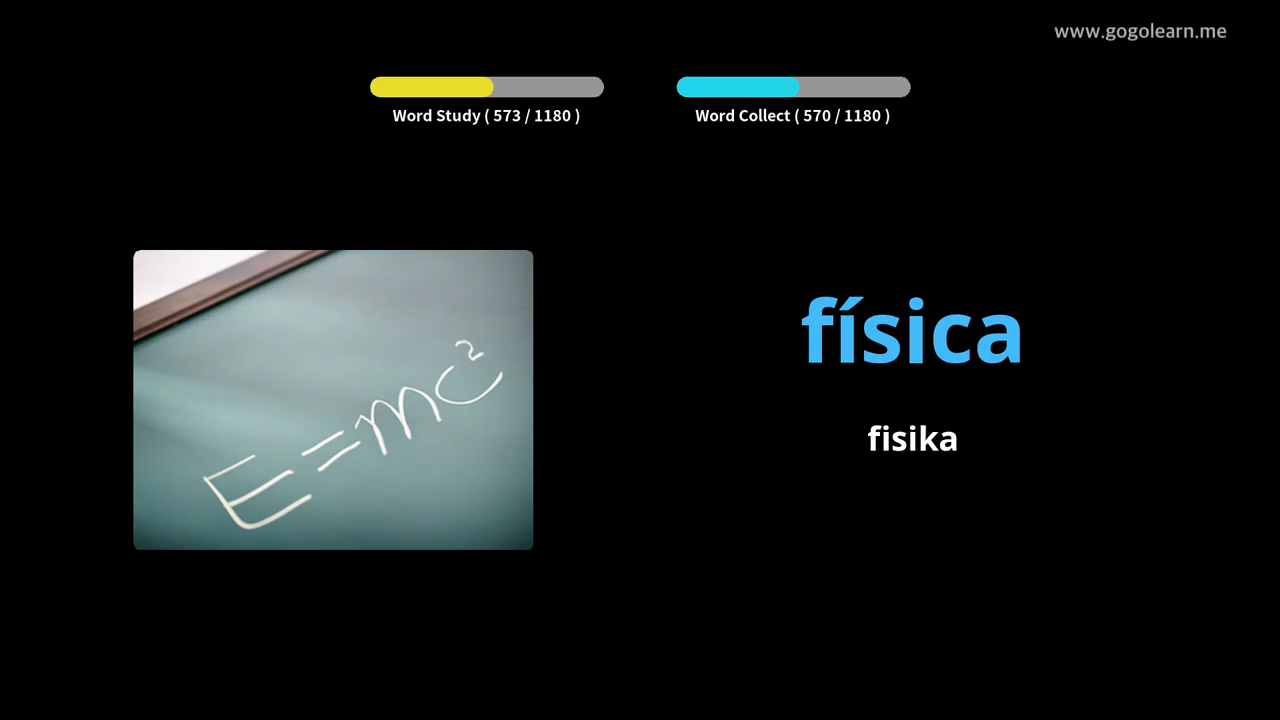 www.gogolearn.me
Word Study ( 573 / 1180 )
Word Collect ( 570 / 1180 )
E=mc²
física
fisika